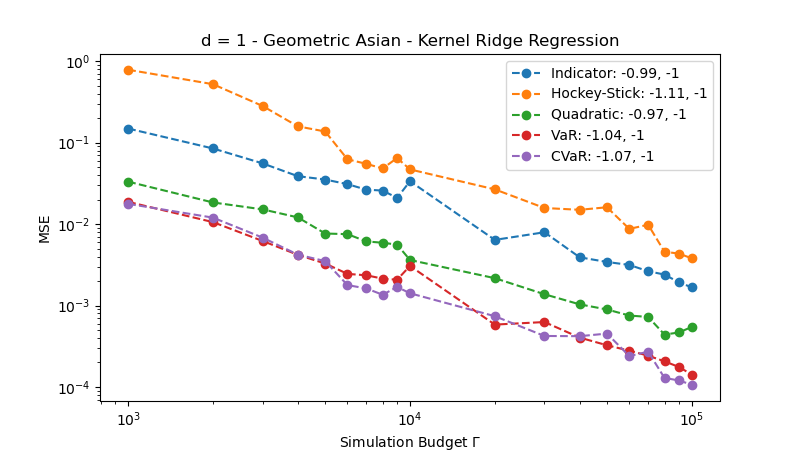 d = 1 - Geometric Asian - Kernel Ridge Regression
Indicator: -0.99, -1
Hockey-Stick: -1.11, -1
Quadratic: -0.97, -1
VaR: -1.04, -1
CVaR: -1.07, -1
MSE
10⁰
10⁻¹
10⁻²
10⁻³
10⁻⁴
10³ 10⁴ 10⁵
Simulation Budget Γ